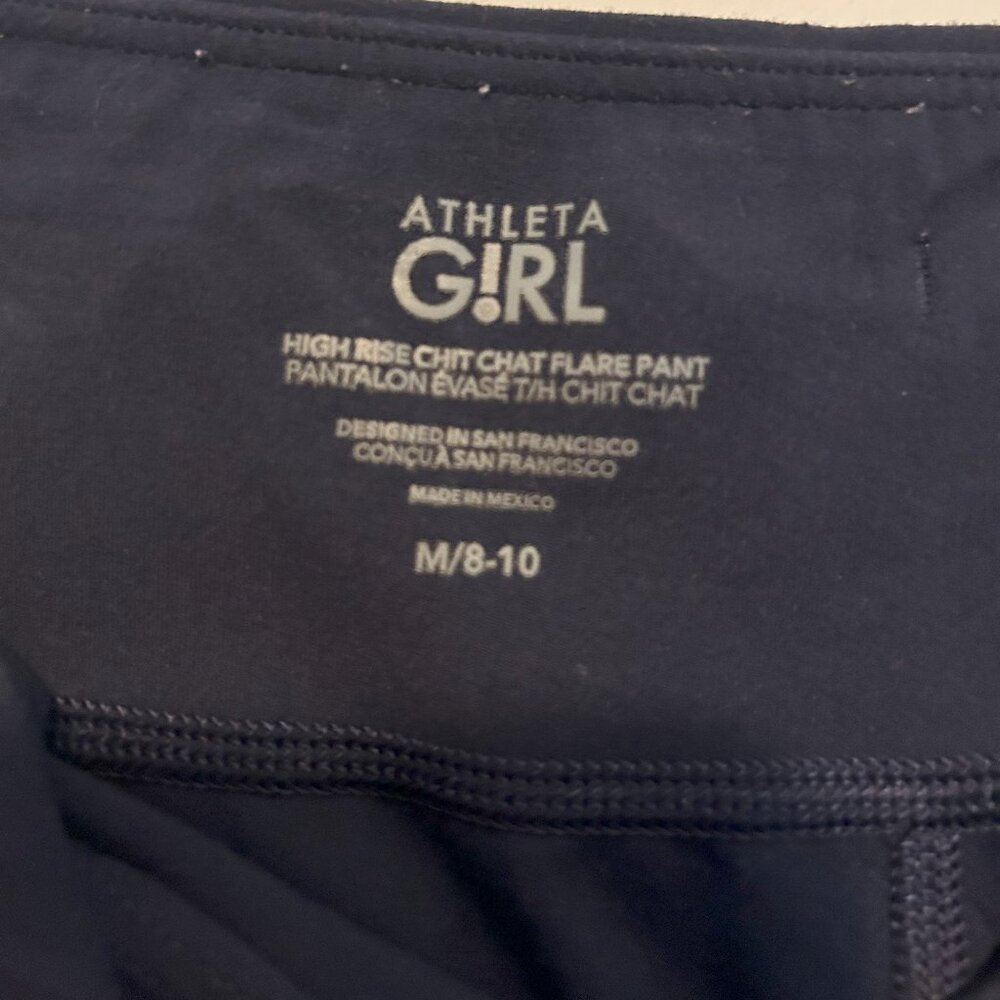 ATHLETA
G!RL
HIGH RISE CHIT CHAT FLARE PANT
PANTALON ÉVASÉ T/H CHIT CHAT
DESIGNED IN SAN FRANCISCO
CONÇU À SAN FRANCISCO
MADE IN MEXICO
M/8-10